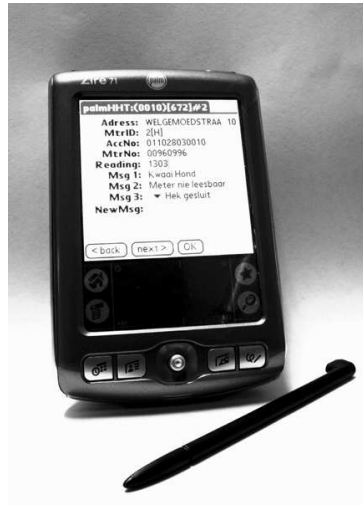 Zire 71
palm
palmHHT:(0010)[672]#2
Adress: WELGEMOEDSTRAA 10
MtrID: 2[H]
AccNo: 011028030010
MtrNo: 00960996
Reading: 1303
Msg 1: Kwaai Hond
Msg 2: Meter nie leesbaar
Msg 3: ▼ Hek gesluit
NewMsg:
< back next > OK